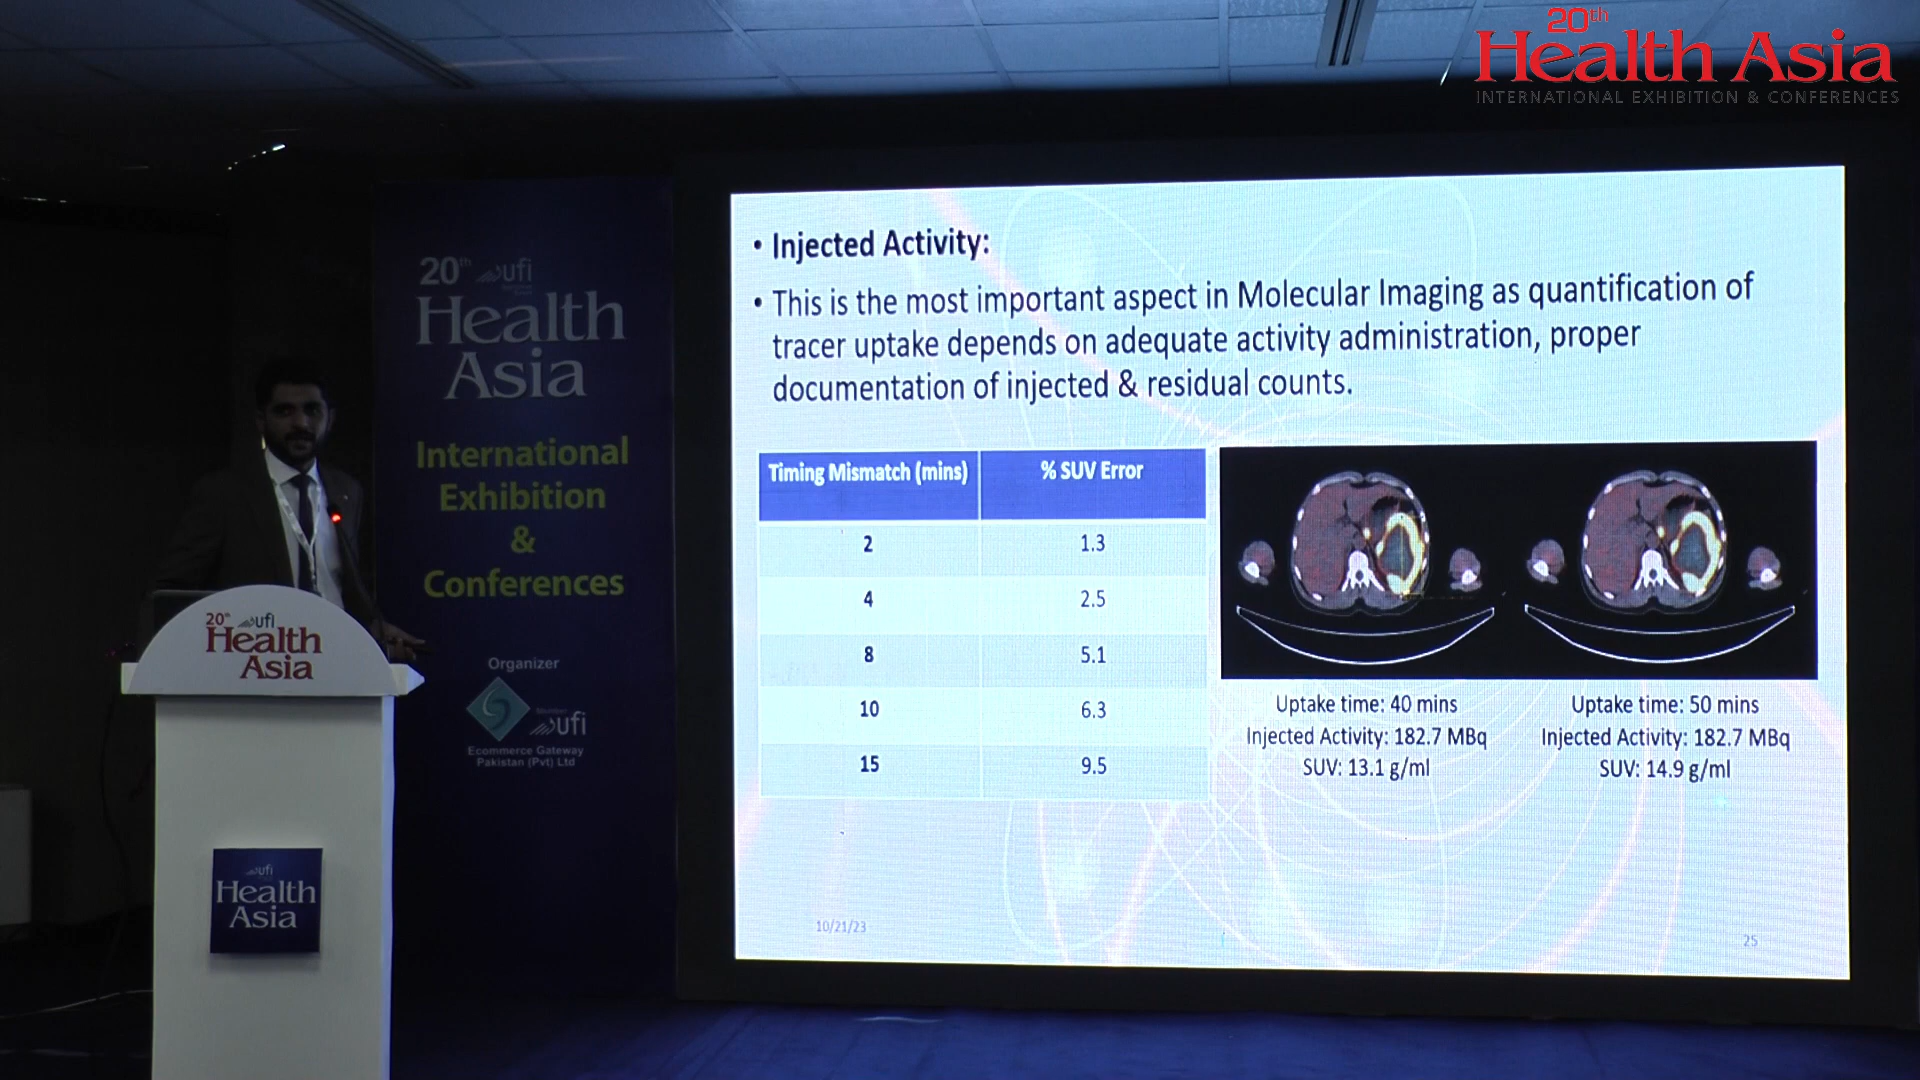 20th
Health Asia
INTERNATIONAL EXHIBITION & CONFERENCES
20th ufi
Health
Asia
International
Exhibition
&
Conferences
Organizer
ufi
Ecommerce Gateway
Pakistan (Pvt) Ltd
20th ufi
Health
Asia
ufi
Health
Asia
• Injected Activity:
• This is the most important aspect in Molecular Imaging as quantification of
tracer uptake depends on adequate activity administration, proper
documentation of injected & residual counts.
Timing Mismatch (mins) % SUV Error
2 1.3
4 2.5
8 5.1
10 6.3
15 9.5
Uptake time: 40 mins
Injected Activity: 182.7 MBq
SUV: 13.1 g/ml
Uptake time: 50 mins
Injected Activity: 182.7 MBq
SUV: 14.9 g/ml
10/21/23
25